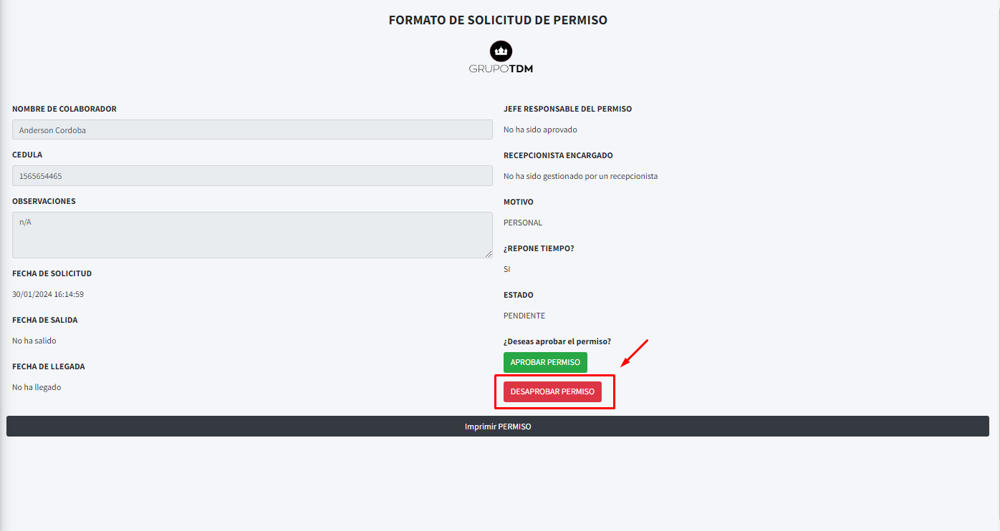 FORMATO DE SOLICITUD DE PERMISO
GRUPOTDM
NOMBRE DE COLABORADOR
Anderson Cordoba
CEDULA
1565654465
OBSERVACIONES
n/A
FECHA DE SOLICITUD
30/01/2024 16:14:59
FECHA DE SALIDA
No ha salido
FECHA DE LLEGADA
No ha llegado
JEFE RESPONSABLE DEL PERMISO
No ha sido aprovado
RECEPCIONISTA ENCARGADO
No ha sido gestionado por un recepcionista
MOTIVO
PERSONAL
¿REPONE TIEMPO?
SI
ESTADO
PENDIENTE
¿Deseas aprobar el permiso?
APROBAR PERMISO
DESAPROBAR PERMISO
Imprimir PERMISO